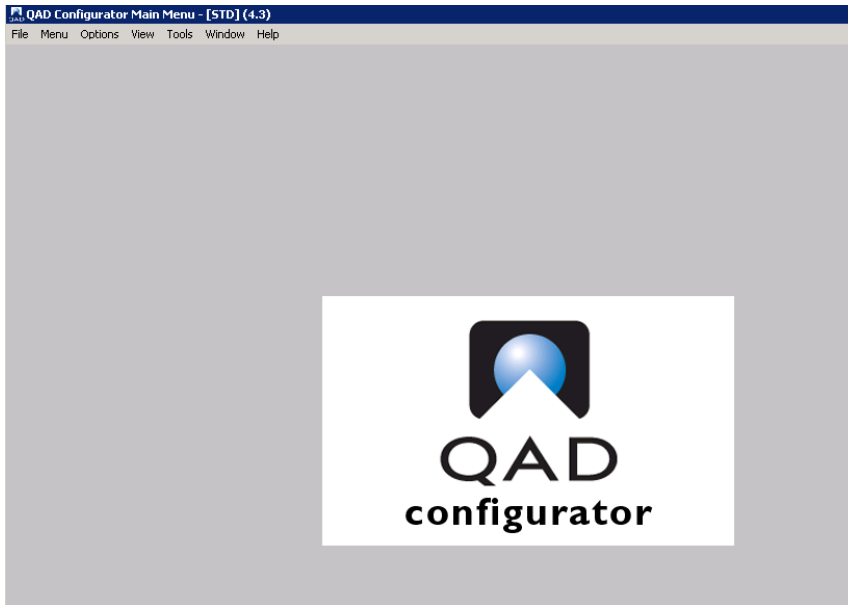 QAD Configurator Main Menu - [STD] (4.3)
File Menu Options View Tools Window Help
QAD
configurator